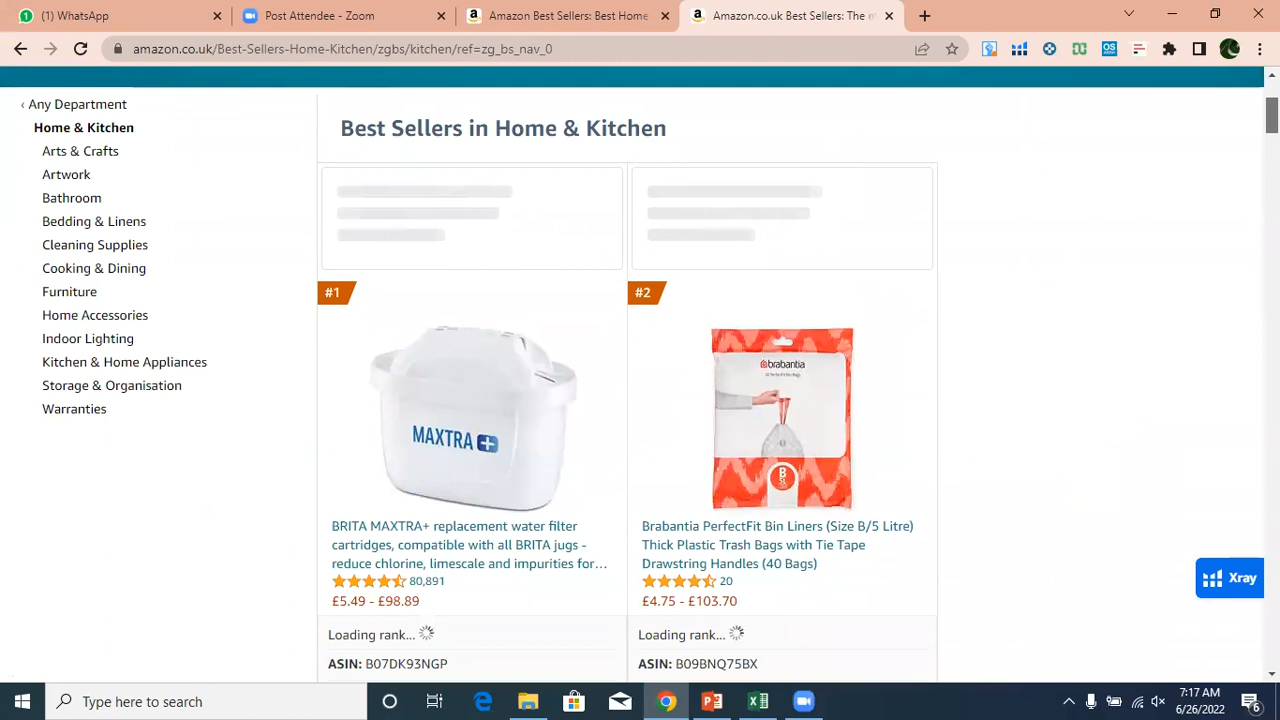 (1) WhatsApp
Post Attendee - Zoom
Amazon Best Sellers: Best Home
Amazon.co.uk Best Sellers: The m
amazon.co.uk/Best-Sellers-Home-Kitchen/zgbs/kitchen/ref=zg_bs_nav_0
‹ Any Department
Home & Kitchen
Arts & Crafts
Artwork
Bathroom
Bedding & Linens
Cleaning Supplies
Cooking & Dining
Furniture
Home Accessories
Indoor Lighting
Kitchen & Home Appliances
Storage & Organisation
Warranties
Best Sellers in Home & Kitchen
#1
MAXTRA+
BRITA MAXTRA+ replacement water filter
cartridges, compatible with all BRITA jugs -
reduce chlorine, limescale and impurities for…
80,891
£5.49 - £98.89
Loading rank...
ASIN: B07DK93NGP
#2
brabantia
B
5L
Brabantia PerfectFit Bin Liners (Size B/5 Litre)
Thick Plastic Trash Bags with Tie Tape
Drawstring Handles (40 Bags)
20
£4.75 - £103.70
Loading rank...
ASIN: B09BNQ75BX
Xray
Type here to search
7:17 AM
6/26/2022
6